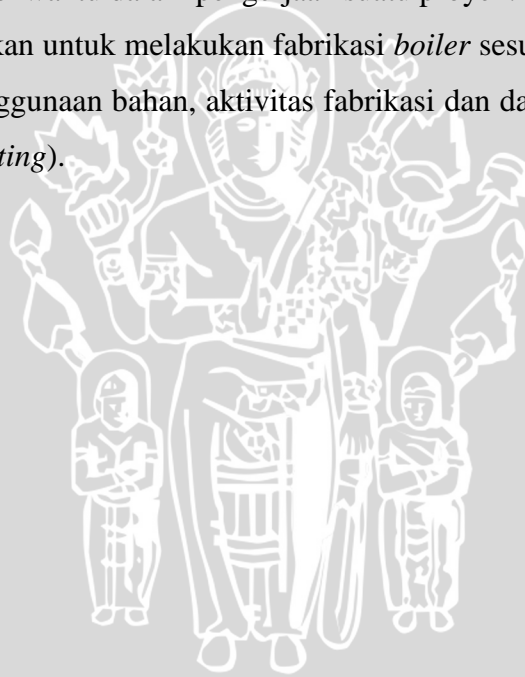 kan untuk melakukan fabrikasi boiler sesu
ggunaan bahan, aktivitas fabrikasi dan da
ting).